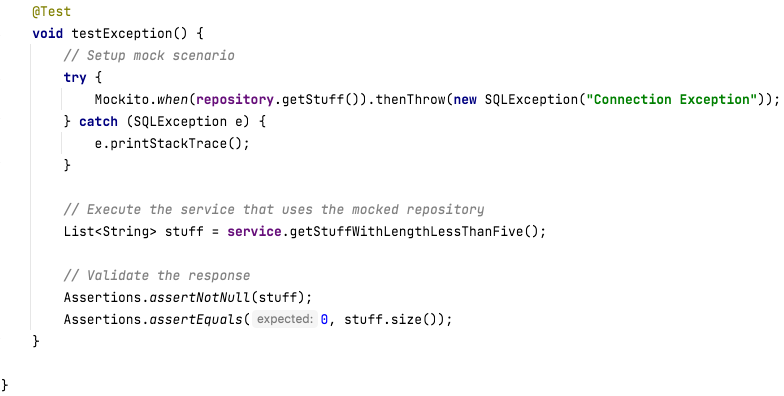 @Test
void testException() {
// Setup mock scenario
try {
Mockito.when(repository.getStuff()).thenThrow(new SQLException("Connection Exception"));
} catch (SQLException e) {
e.printStackTrace();
}
// Execute the service that uses the mocked repository
List<String> stuff = service.getStuffWithLengthLessThanFive();
// Validate the response
Assertions.assertNotNull(stuff);
Assertions.assertEquals( expected: 0, stuff.size());
}
}